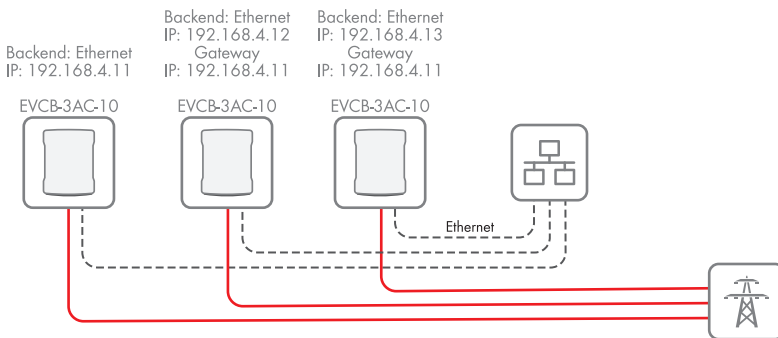 Backend: Ethernet
IP: 192.168.4.11
EVCB-3AC-10
Backend: Ethernet
IP: 192.168.4.12
Gateway
IP: 192.168.4.11
EVCB-3AC-10
Backend: Ethernet
IP: 192.168.4.13
Gateway
IP: 192.168.4.11
EVCB-3AC-10
Ethernet